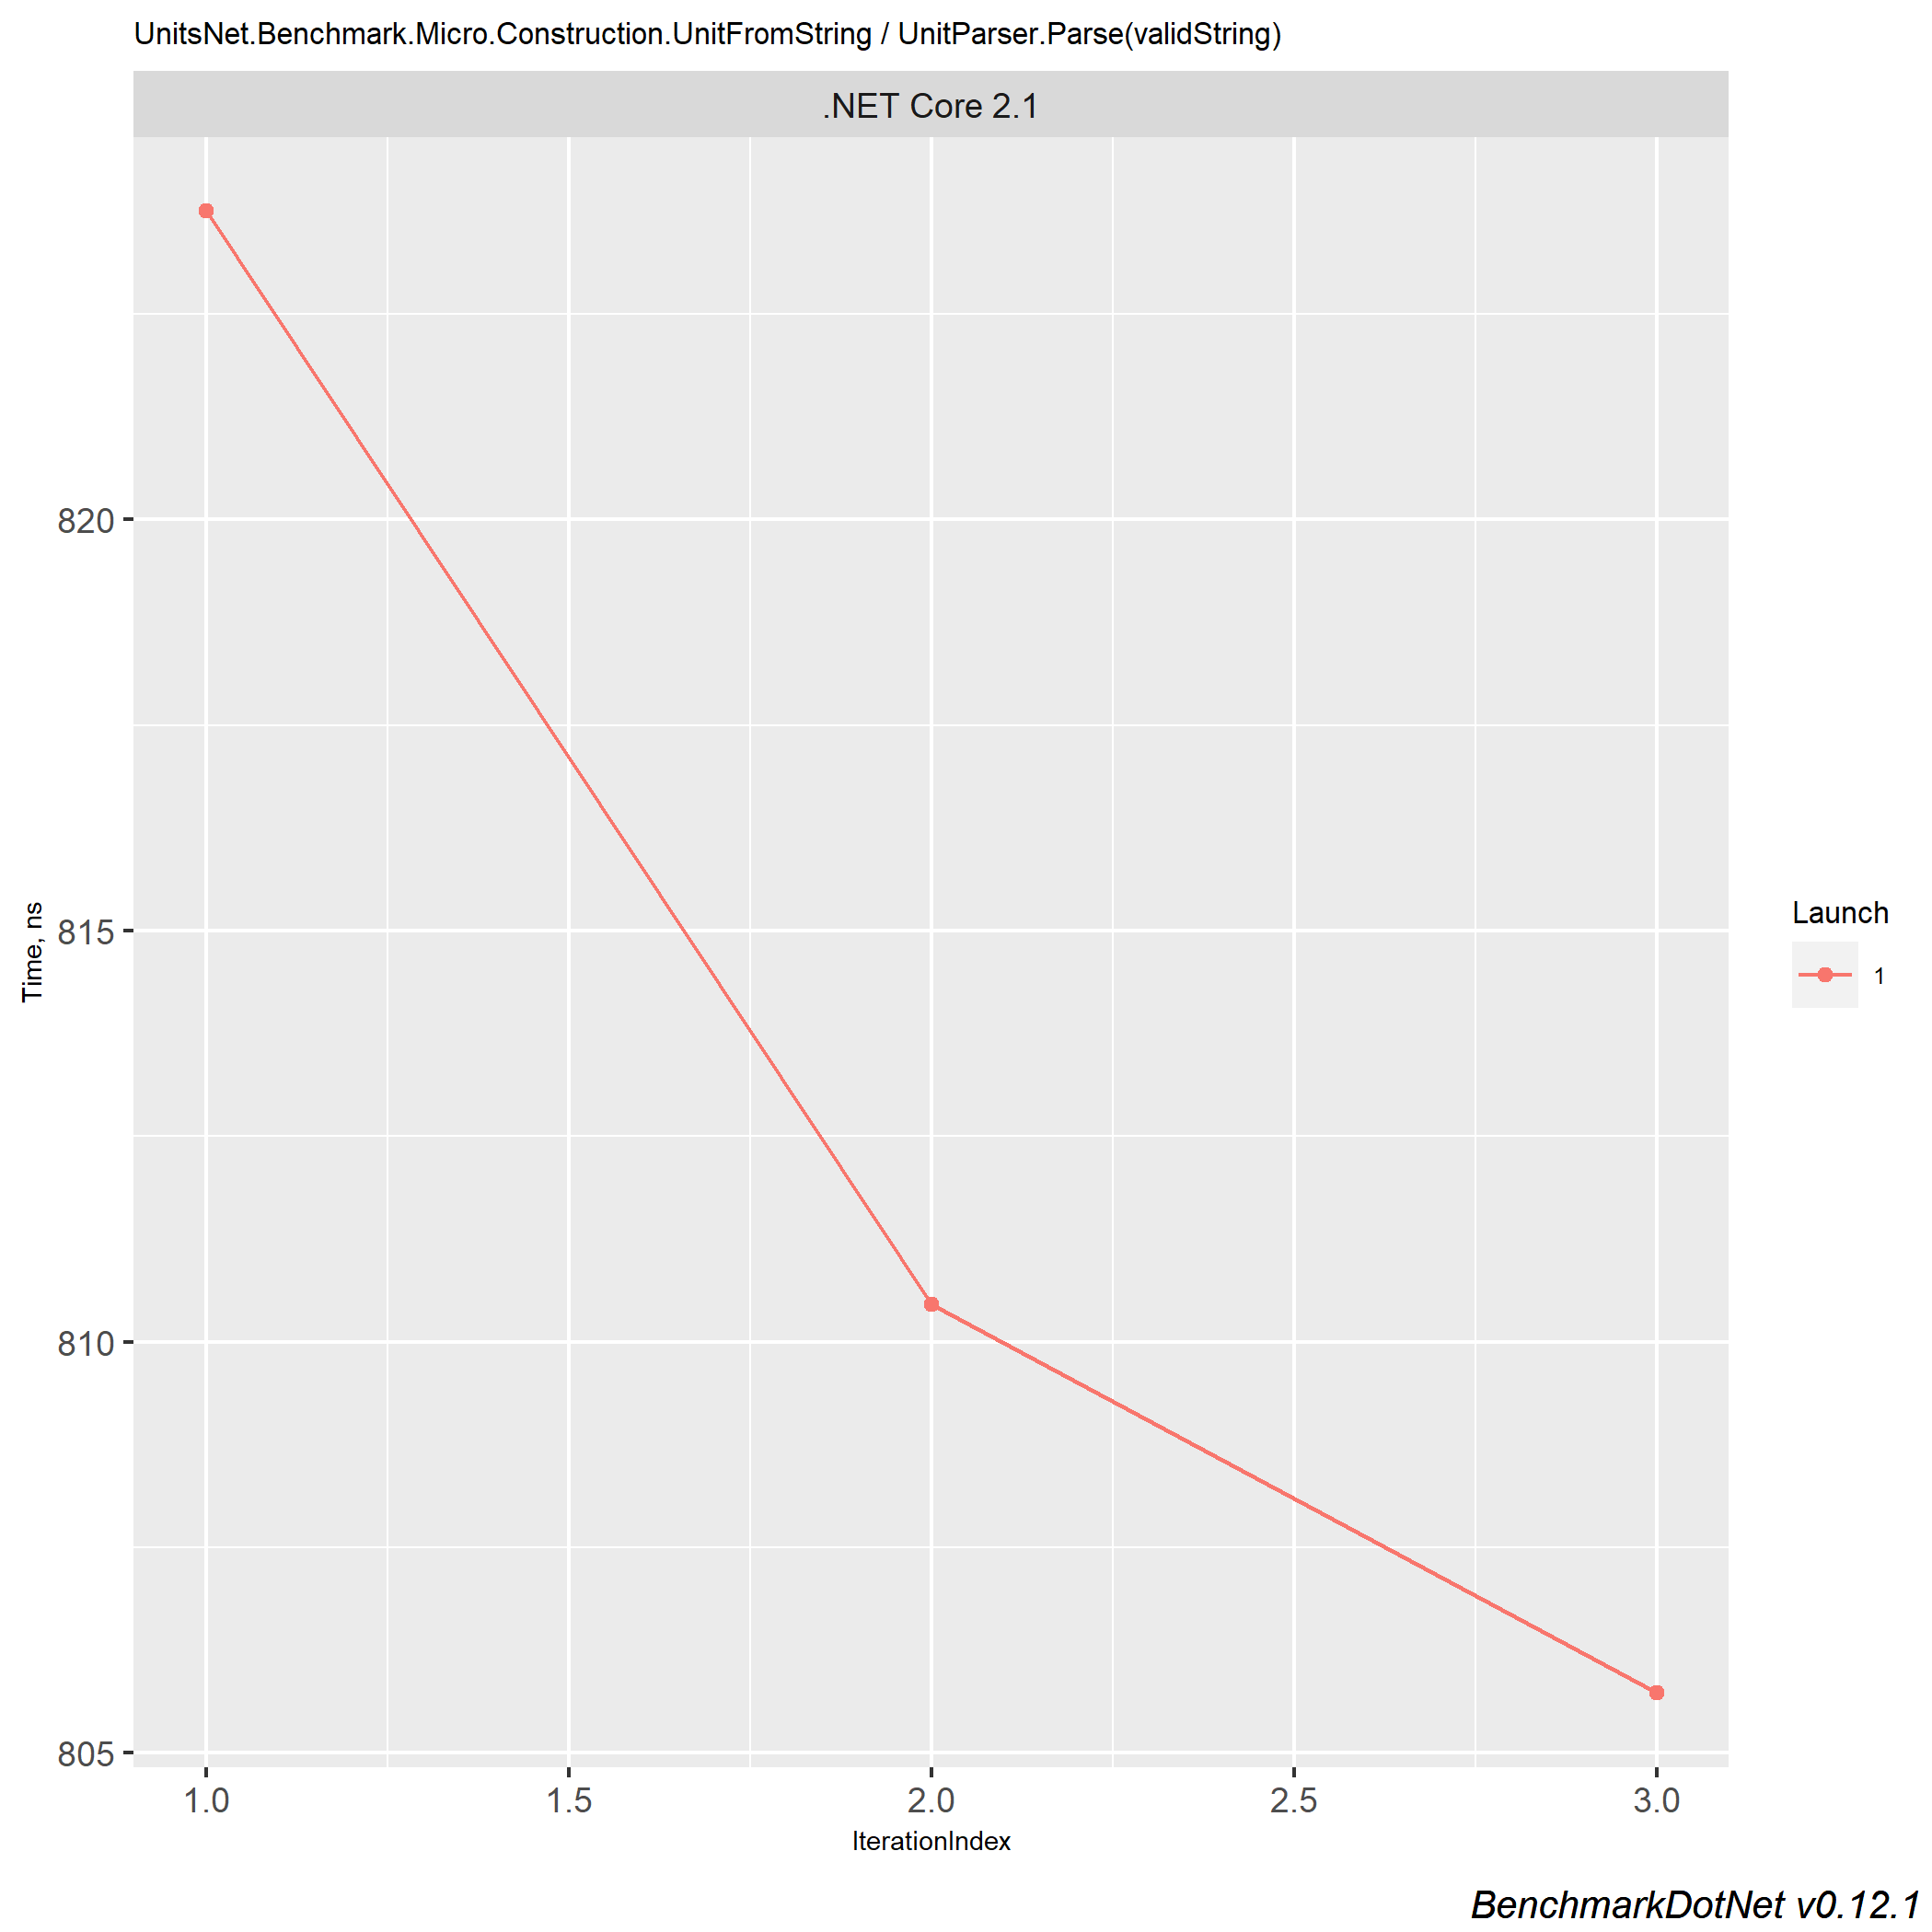 UnitsNet.Benchmark.Micro.Construction.UnitFromString / UnitParser.Parse(validString)
.NET Core 2.1
820
815
810
805
Time, ns
1.0 1.5 2.0 2.5 3.0
IterationIndex
Launch
1
BenchmarkDotNet v0.12.1